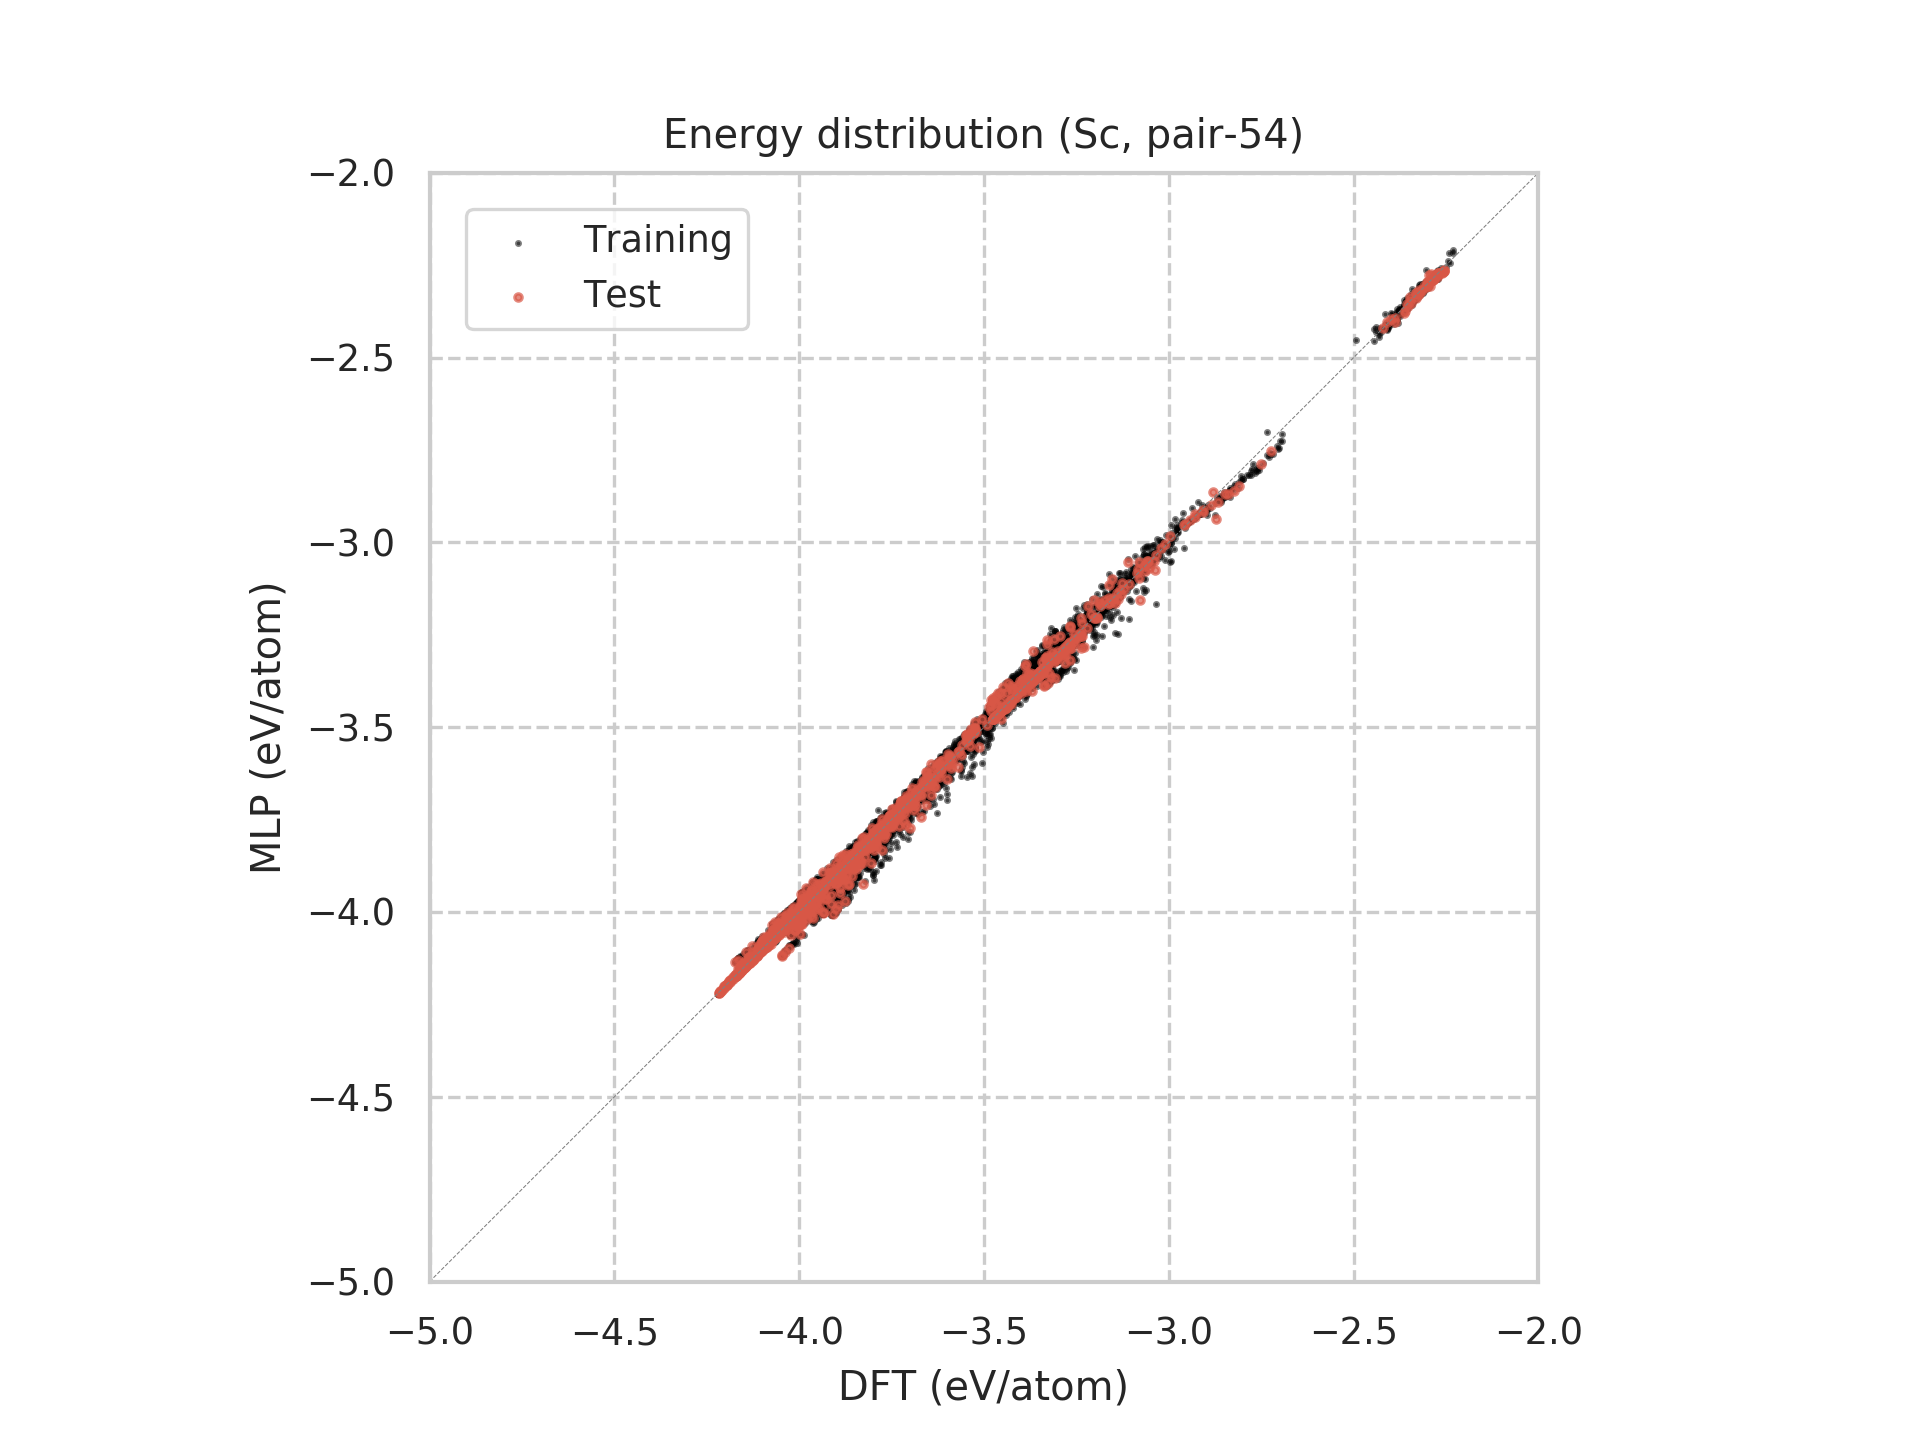 Energy distribution (Sc, pair-54)
−2.0
Training
Test
−2.5
−3.0
MLP (eV/atom)
−3.5
−4.0
−4.5
−5.0
−5.0 −4.5 −4.0 −3.5 −3.0 −2.5 −2.0
DFT (eV/atom)